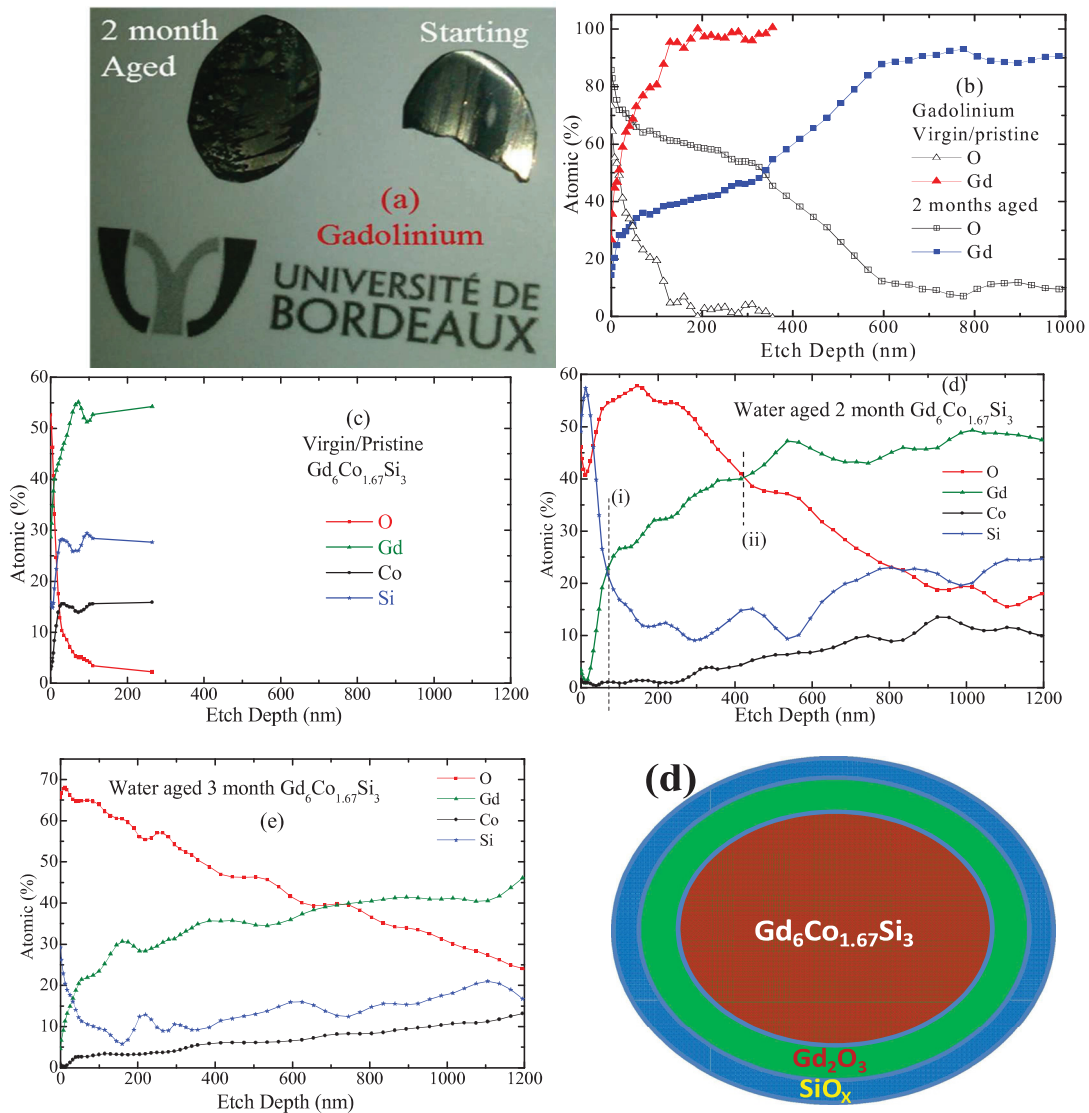 2 month
Aged
Starting
(a)
Gadolinium
UNIVERSITÉ DE
BORDEAUX
100
80
60
40
20
0
Atomic (%)
(b)
Gadolinium
Virgin/pristine
O
Gd
2 months aged
O
Gd
0 200 400 600 800 1000
Etch Depth (nm)
60
50
40
30
20
10
0
Atomic (%)
(c)
Virgin/Pristine
Gd6Co1.67Si3
O
Gd
Co
Si
0 200 400 600 800 1000 1200
Etch Depth (nm)
60
50
40
30
20
10
0
Atomic (%)
(d)
Water aged 2 month Gd6Co1.67Si3
O
Gd
Co
Si
(i)
(ii)
0 200 400 600 800 1000 1200
Etch Depth (nm)
70
60
50
40
30
20
10
0
Atomic (%)
Water aged 3 month Gd6Co1.67Si3
(e)
O
Gd
Co
Si
0 200 400 600 800 1000 1200
Etch Depth (nm)
(d)
Gd6Co1.67Si3
Gd2O3
SiOX